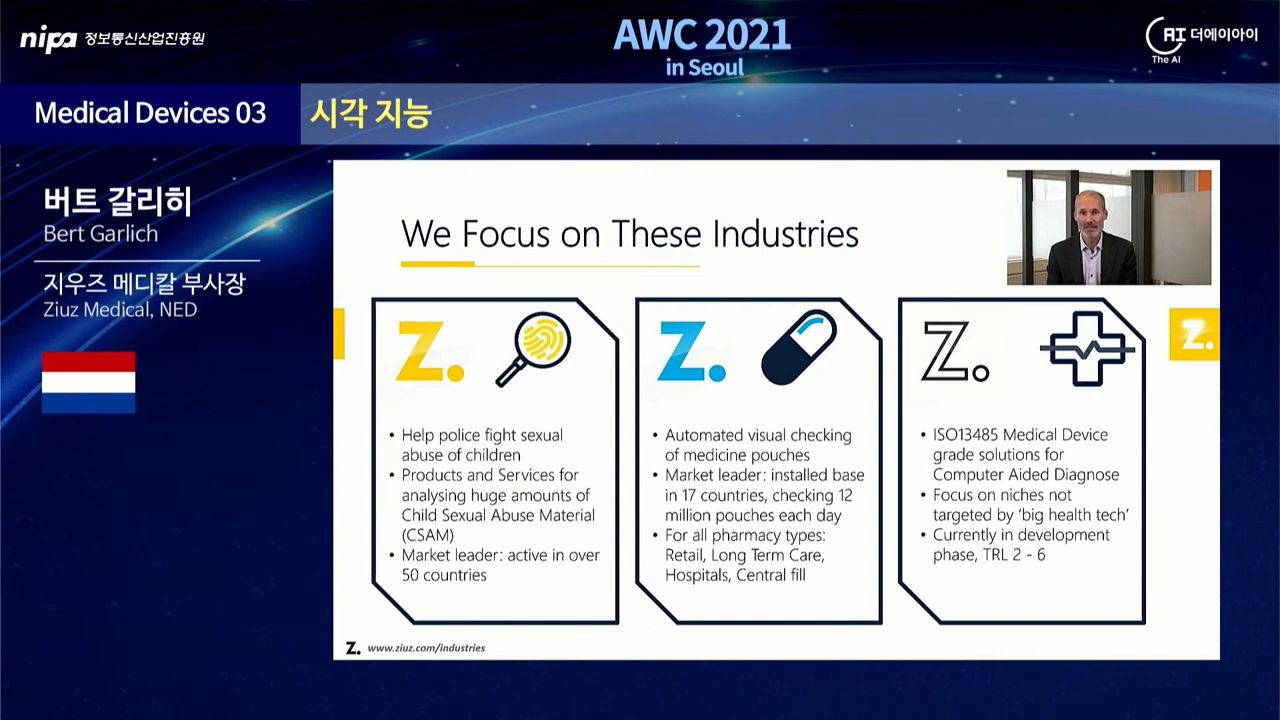 nipa 정보통신산업진흥원
AWC 2021
in Seoul
AI 더에이아이
The AI
Medical Devices 03
시각 지능
버트 갈리히
Bert Garlich
지우즈 메디칼 부사장
Ziuz Medical, NED
We Focus on These Industries
Z.
• Help police fight sexual
abuse of children
• Products and Services for
analysing huge amounts of
Child Sexual Abuse Material
(CSAM)
• Market leader: active in over
50 countries
Z.
• Automated visual checking
of medicine pouches
• Market leader: installed base
in 17 countries, checking 12
million pouches each day
• For all pharmacy types:
Retail, Long Term Care,
Hospitals, Central fill
Z.
• ISO13485 Medical Device
grade solutions for
Computer Aided Diagnose
• Focus on niches not
targeted by 'big health tech'
• Currently in development
phase, TRL 2 - 6
Z.
Z. www.ziuz.com/industries